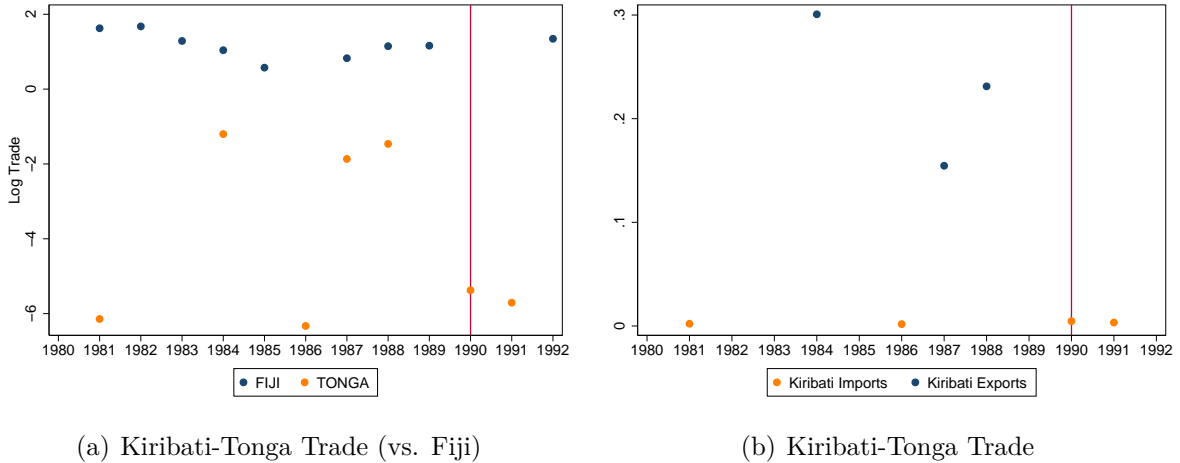 Log Trade
2
0
−2
−4
−6
1980 1981 1982 1983 1984 1985 1986 1987 1988 1989 1990 1991 1992
FIJI TONGA
(a) Kiribati-Tonga Trade (vs. Fiji)
.3
.2
.1
0
1980 1981 1982 1983 1984 1985 1986 1987 1988 1989 1990 1991 1992
Kiribati Imports Kiribati Exports
(b) Kiribati-Tonga Trade